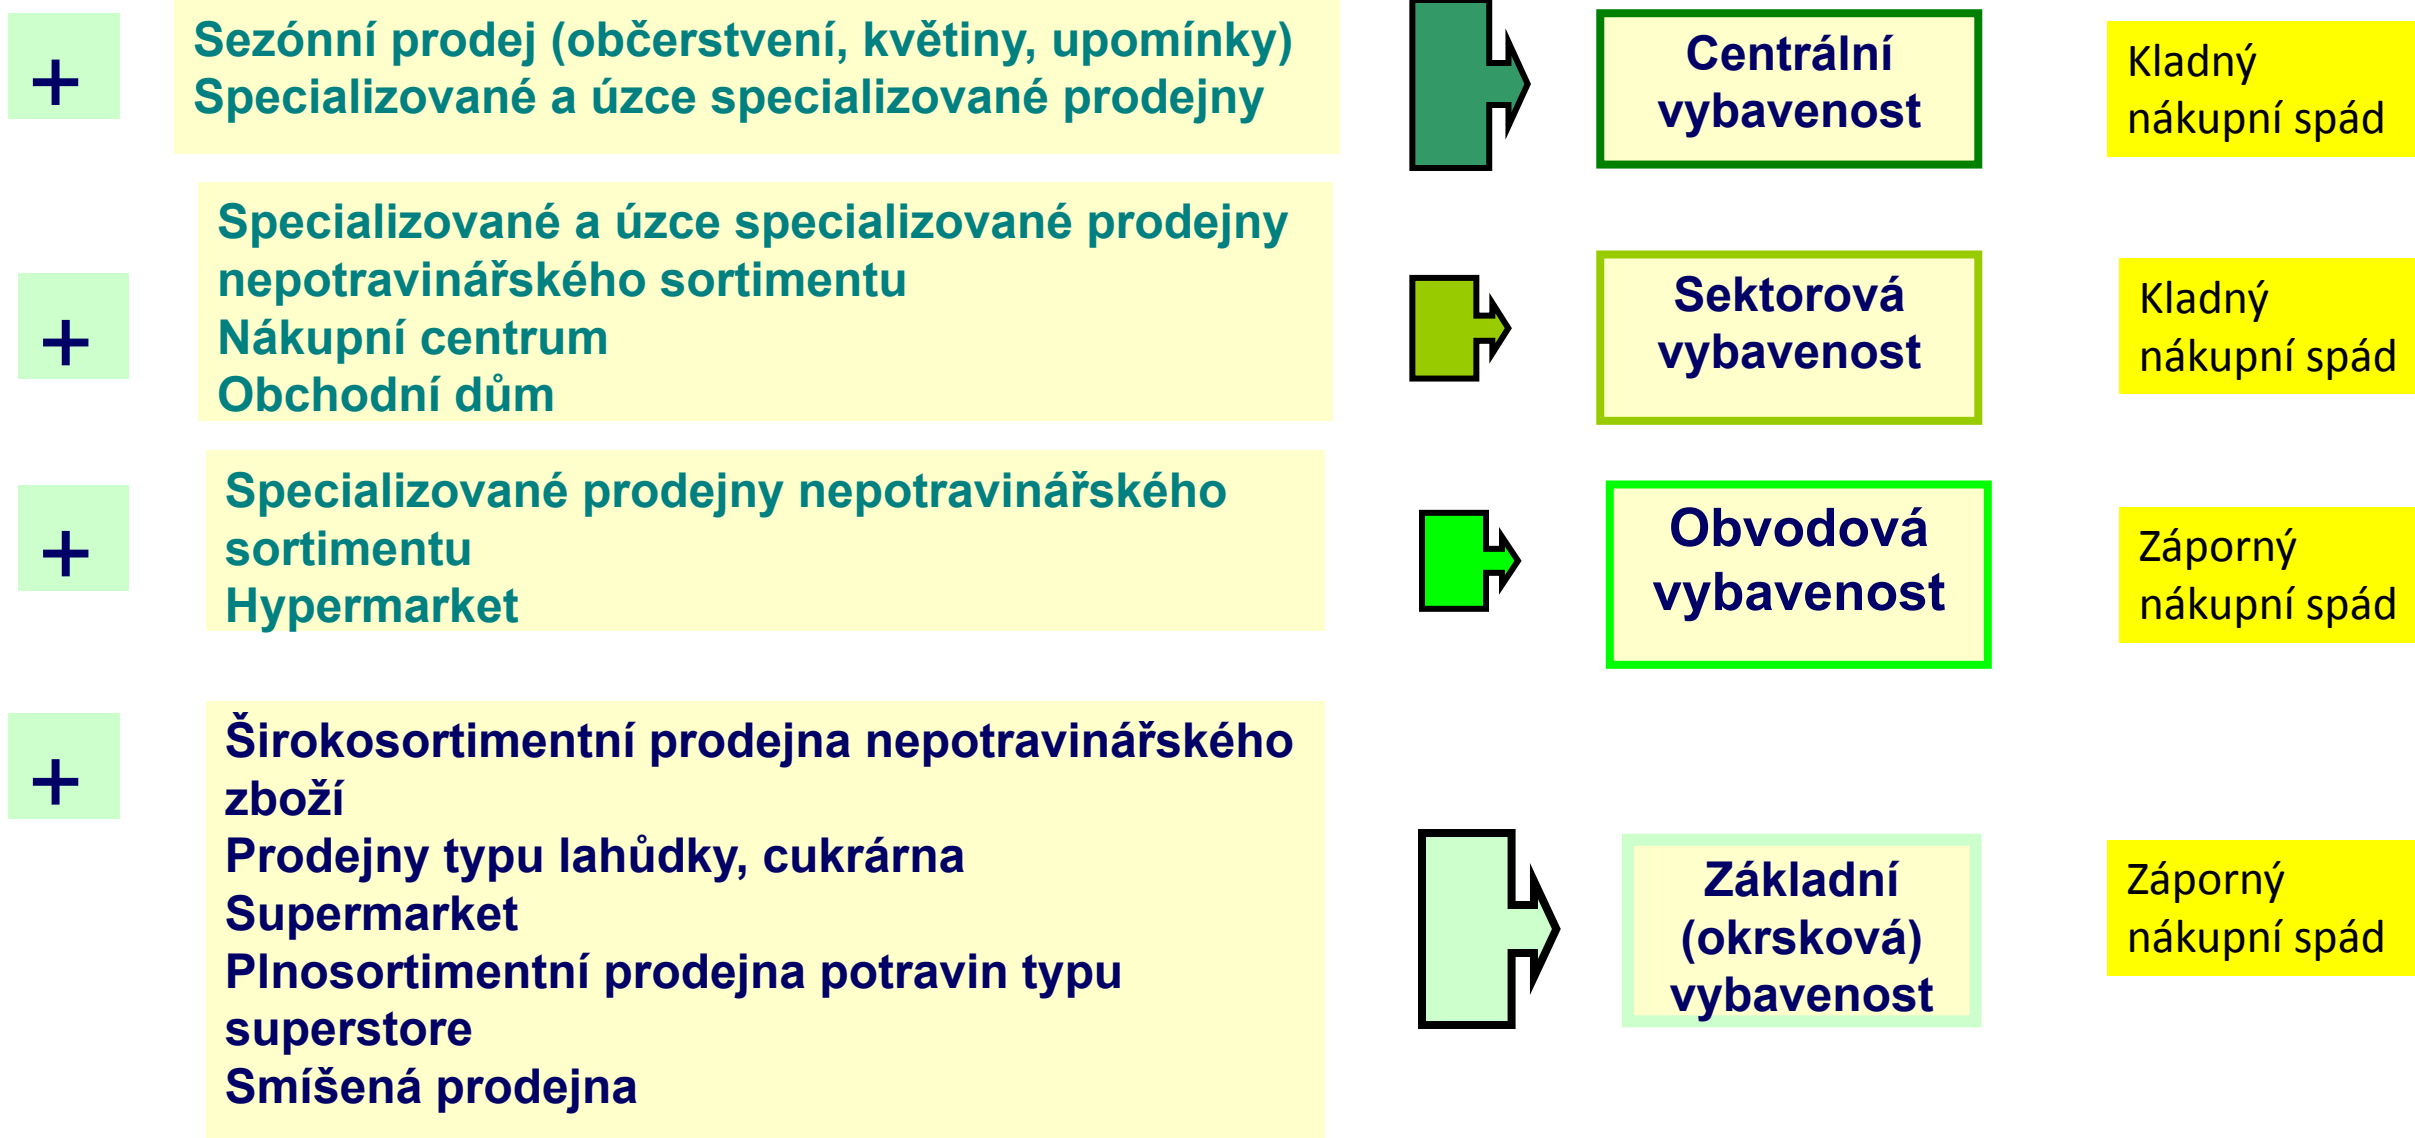 +
Sezónní prodej (občerstvení, květiny, upomínky)
Specializované a úzce specializované prodejny
Centrální
vybavenost
Kladný
nákupní spád
+
Specializované a úzce specializované prodejny
nepotravinářského sortimentu
Nákupní centrum
Obchodní dům
Sektorová
vybavenost
Kladný
nákupní spád
+
Specializované prodejny nepotravinářského
sortimentu
Hypermarket
Obvodová
vybavenost
Záporný
nákupní spád
+
Širokosortimentní prodejna nepotravinářského
zboží
Prodejny typu lahůdky, cukrárna
Supermarket
Plnosortimentní prodejna potravin typu
superstore
Smíšená prodejna
Základní
(okrsková)
vybavenost
Záporný
nákupní spád